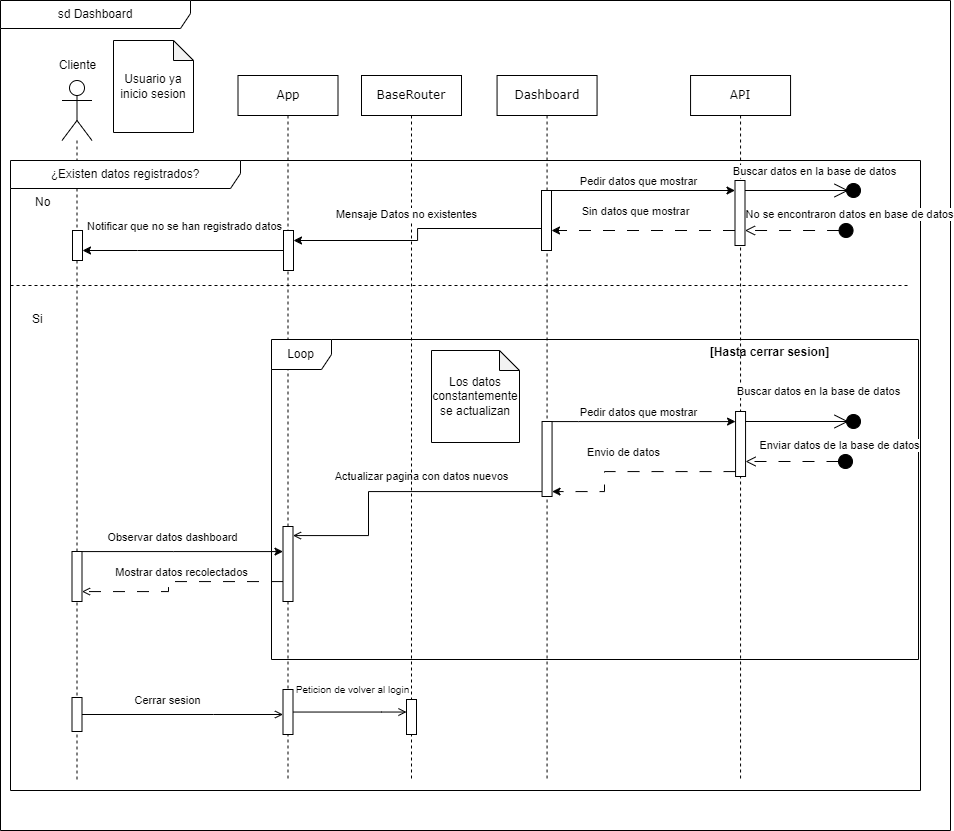 sd Dashboard
Cliente
Usuario ya
inicio sesion
App
BaseRouter
Dashboard
API
¿Existen datos registrados?
No
Buscar datos en la base de datos
Pedir datos que mostrar
Sin datos que mostrar
No se encontraron datos en base de datos
Mensaje Datos no existentes
Notificar que no se han registrado datos
Si
Loop
[Hasta cerrar sesion]
Los datos
constantemente
se actualizan
Buscar datos en la base de datos
Pedir datos que mostrar
Enviar datos de la base de datos
Envio de datos
Actualizar pagina con datos nuevos
Observar datos dashboard
Mostrar datos recolectados
Cerrar sesion
Peticion de volver al login